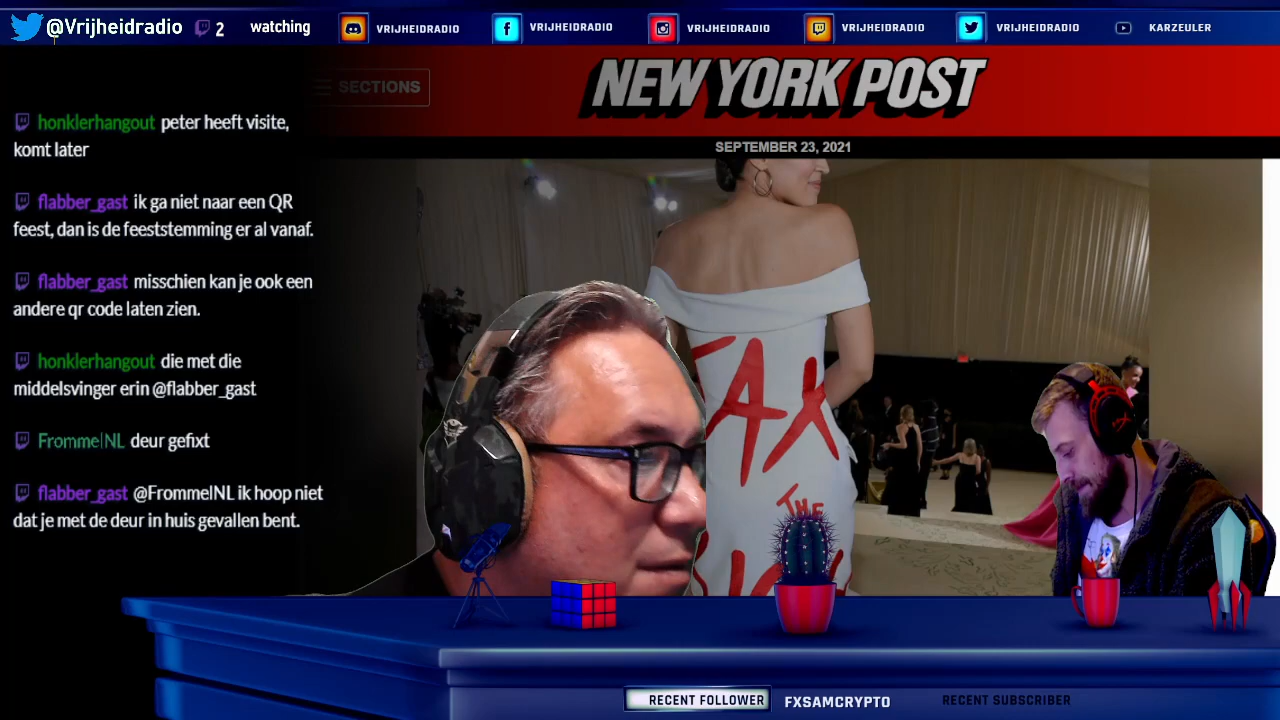 @Vrijheidradio 2 watching VRIJHEIDRADIO VRIJHEIDRADIO VRIJHEIDRADIO VRIJHEIDRADIO VRIJHEIDRADIO KARZEULER
SECTIONS
NEW YORK POST
SEPTEMBER 23, 2021
honklerhangout peter heeft visite,
komt later
flabber_gast ik ga niet naar een QR
feest, dan is de feeststemming er al vanaf.
flabber_gast misschien kan je ook een
andere qr code laten zien.
honklerhangout die met die
middelsvinger erin @flabber_gast
FrommelNL deur gefixt
flabber_gast @FrommelNL ik hoop niet
dat je met de deur in huis gevallen bent.
TAX
THE
RECENT FOLLOWER FXSAMCRYPTO RECENT SUBSCRIBER